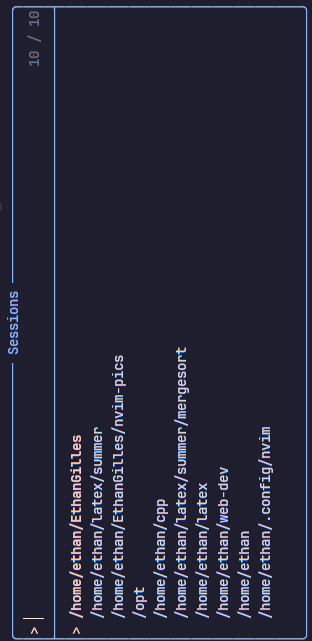 Sessions
> 10 / 10
> /home/ethan/EthanGilles
/home/ethan/latex/summer
/home/ethan/EthanGilles/nvim-pics
/opt
/home/ethan/cpp
/home/ethan/latex/summer/mergesort
/home/ethan/latex
/home/ethan/web-dev
/home/ethan
/home/ethan/.config/nvim